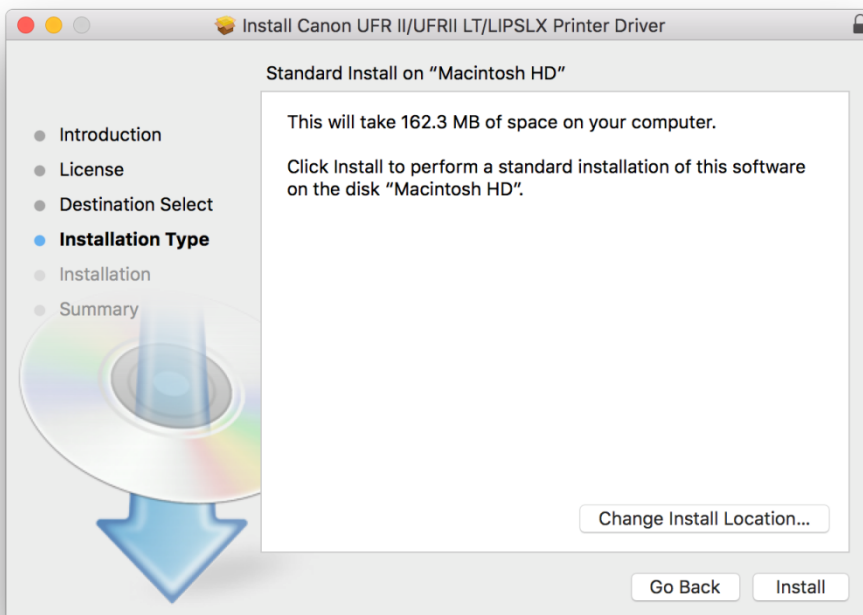 Install Canon UFR II/UFRII LT/LIPSLX Printer Driver
Standard Install on “Macintosh HD”
Introduction
License
Destination Select
Installation Type
Installation
Summary
This will take 162.3 MB of space on your computer.
Click Install to perform a standard installation of this software
on the disk “Macintosh HD”.
Change Install Location...
Go Back
Install